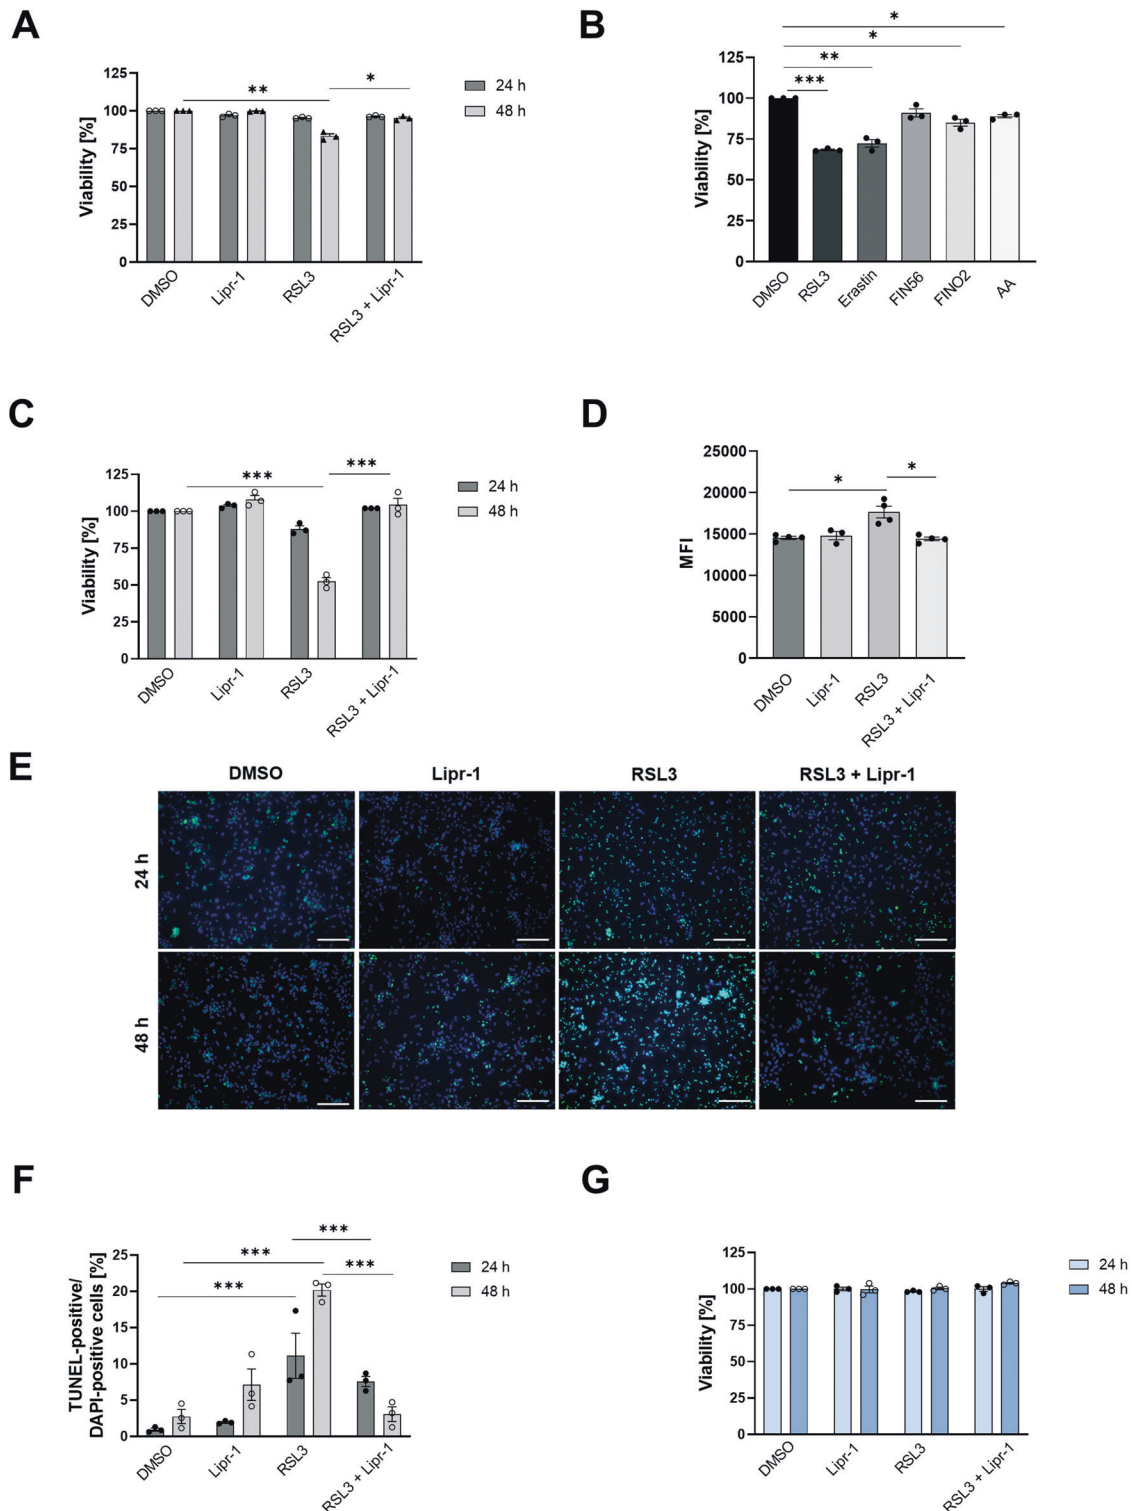 A
**
*
24 h
48 h
Viability [%]
125
100
75
50
25
0
DMSO
Lipr-1
RSL3
RSL3 + Lipr-1
B
*
*
**
***
Viability [%]
125
100
75
50
25
0
DMSO
RSL3
Erastin
FIN56
FINO2
AA
C
***
***
24 h
48 h
Viability [%]
125
100
75
50
25
0
DMSO
Lipr-1
RSL3
RSL3 + Lipr-1
D
*
*
MFI
25000
20000
15000
10000
5000
0
DMSO
Lipr-1
RSL3
RSL3 + Lipr-1
E
DMSO
Lipr-1
RSL3
RSL3 + Lipr-1
24 h
48 h
F
***
***
***
***
24 h
48 h
TUNEL-positive/
DAPI-positive cells [%]
25
20
15
10
5
0
DMSO
Lipr-1
RSL3
RSL3 + Lipr-1
G
24 h
48 h
Viability [%]
125
100
75
50
25
0
DMSO
Lipr-1
RSL3
RSL3 + Lipr-1